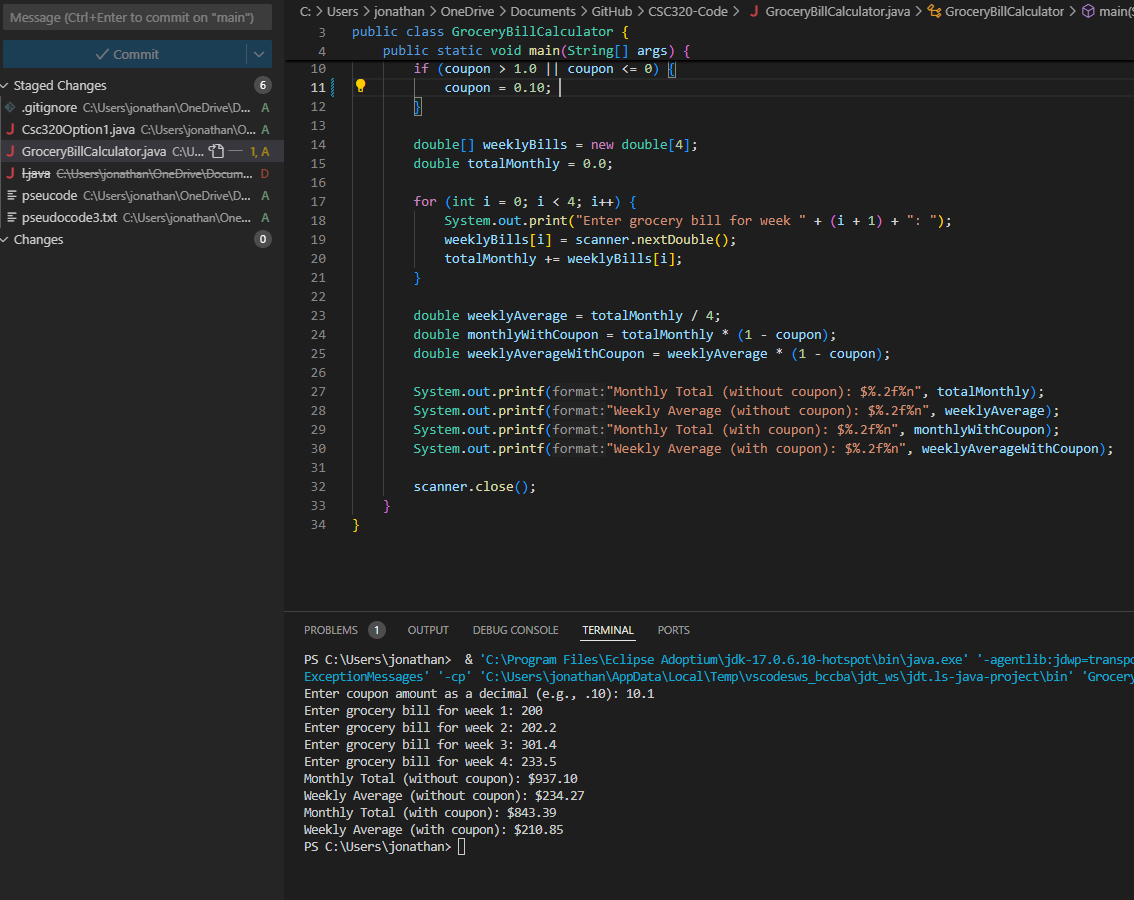 Message (Ctrl+Enter to commit on "main")
Commit
Staged Changes 6
.gitignore C:\Users\jonathan\OneDrive\D... A
Csc320Option1.java C:\Users\jonathan\O... A
GroceryBillCalculator.java C:\U... 1, A
I.java C:\Users\jonathan\OneDrive\Docum... D
pseucode C:\Users\jonathan\OneDrive\D... A
pseudocode3.txt C:\Users\jonathan\One... A
Changes 0
C: > Users > jonathan > OneDrive > Documents > GitHub > CSC320-Code > J GroceryBillCalculator.java > GroceryBillCalculator > main(S
3 public class GroceryBillCalculator {
4 public static void main(String[] args) {
10 if (coupon > 1.0 || coupon <= 0) {
11 coupon = 0.10;
12 }
13
14 double[] weeklyBills = new double[4];
15 double totalMonthly = 0.0;
16
17 for (int i = 0; i < 4; i++) {
18 System.out.print("Enter grocery bill for week " + (i + 1) + ": ");
19 weeklyBills[i] = scanner.nextDouble();
20 totalMonthly += weeklyBills[i];
21 }
22
23 double weeklyAverage = totalMonthly / 4;
24 double monthlyWithCoupon = totalMonthly * (1 - coupon);
25 double weeklyAverageWithCoupon = weeklyAverage * (1 - coupon);
26
27 System.out.printf(format:"Monthly Total (without coupon): $%.2f%n", totalMonthly);
28 System.out.printf(format:"Weekly Average (without coupon): $%.2f%n", weeklyAverage);
29 System.out.printf(format:"Monthly Total (with coupon): $%.2f%n", monthlyWithCoupon);
30 System.out.printf(format:"Weekly Average (with coupon): $%.2f%n", weeklyAverageWithCoupon);
31
32 scanner.close();
33 }
34 }
PROBLEMS 1 OUTPUT DEBUG CONSOLE TERMINAL PORTS
PS C:\Users\jonathan> & 'C:\Program Files\Eclipse Adoptium\jdk-17.0.6.10-hotspot\bin\java.exe' '-agentlib:jdwp=transpo
ExceptionMessages' '-cp' 'C:\Users\jonathan\AppData\Local\Temp\vscodesws_bccba\jdt_ws\jdt.ls-java-project\bin' 'Grocery
Enter coupon amount as a decimal (e.g., .10): 10.1
Enter grocery bill for week 1: 200
Enter grocery bill for week 2: 202.2
Enter grocery bill for week 3: 301.4
Enter grocery bill for week 4: 233.5
Monthly Total (without coupon): $937.10
Weekly Average (without coupon): $234.27
Monthly Total (with coupon): $843.39
Weekly Average (with coupon): $210.85
PS C:\Users\jonathan>